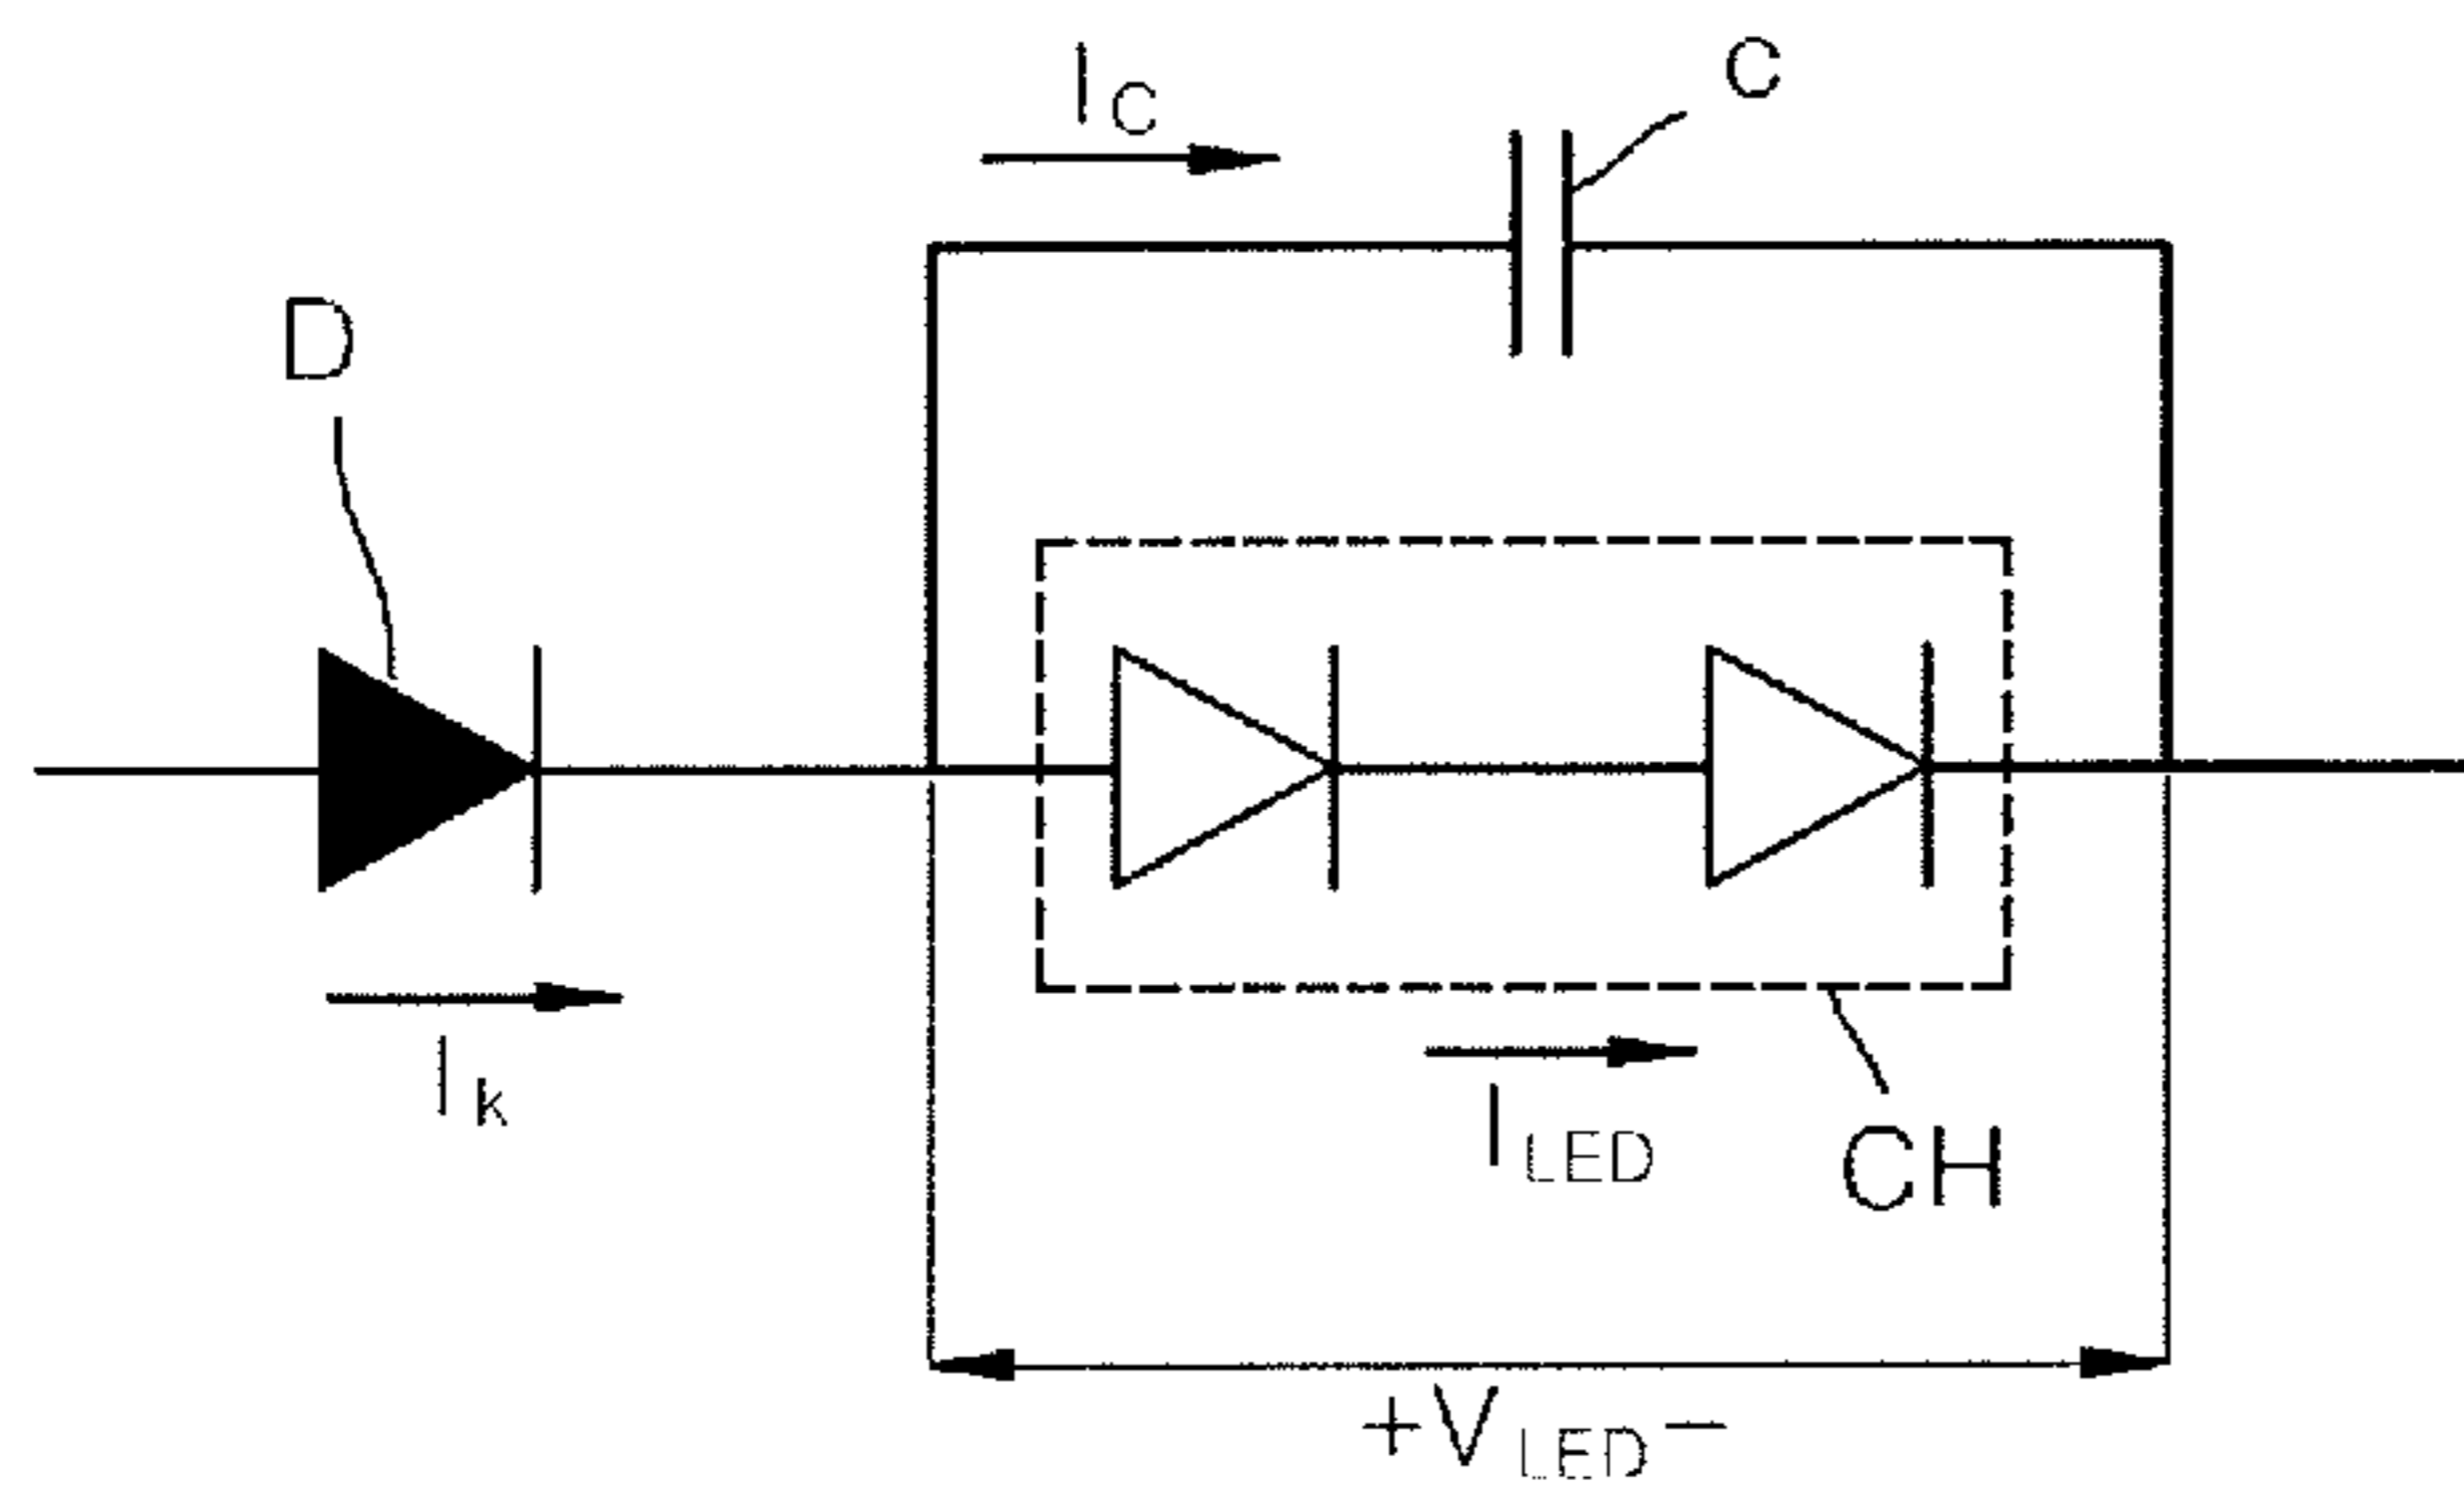 I_C
C
D
I_k
I_LED
CH
+V_LED−